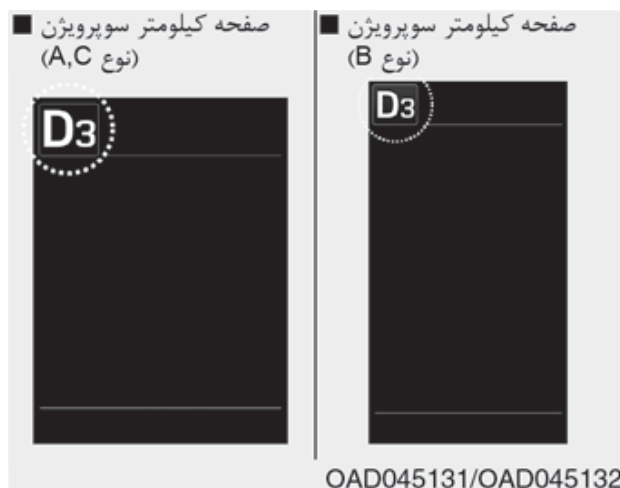 ■ صفحه کیلومتر سوپرویژن
(نوع A,C)
D3
■ صفحه کیلومتر سوپرویژن
(نوع B)
D3
OAD045131/OAD045132